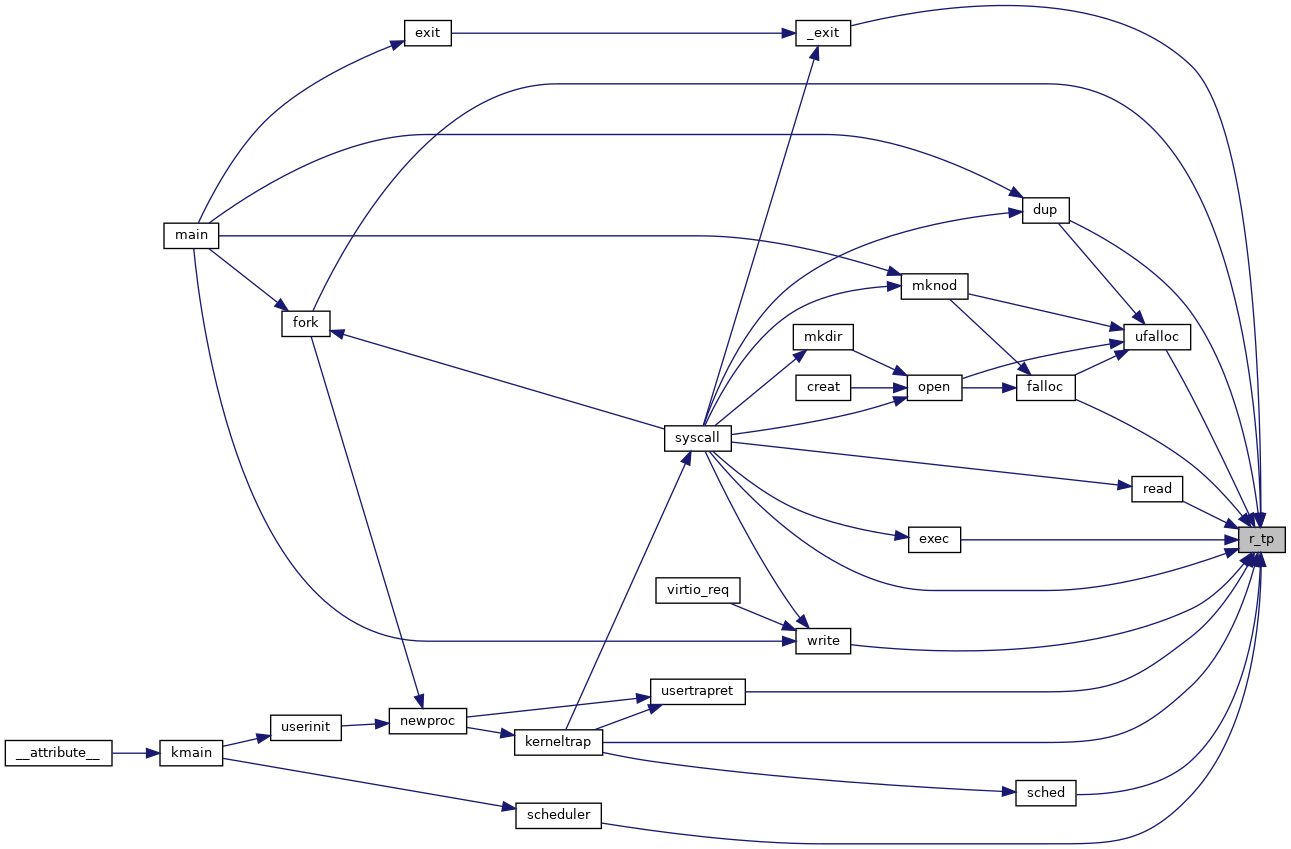 exit
_exit
dup
main
mknod
fork
mkdir
ufalloc
creat
open
falloc
syscall
read
exec
r_tp
virtio_req
write
usertrapret
newproc
userinit
kerneltrap
__attribute__
kmain
sched
scheduler